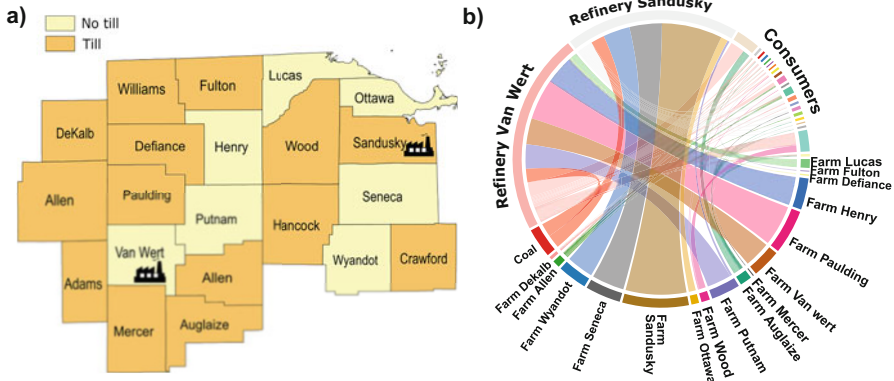 a)
No till
Till
Williams
Fulton
Lucas
Ottawa
DeKalb
Defiance
Henry
Wood
Sandusky
Allen
Paulding
Putnam
Hancock
Seneca
Van Wert
Adams
Allen
Wyandot
Crawford
Mercer
Auglaize
b)
Refinery Sandusky
Consumers
Refinery Van Wert
Farm Lucas
Farm Fulton
Farm Defiance
Farm Henry
Farm Paulding
Farm Van wert
Farm Mercer
Farm Auglaize
Farm Putnam
Farm Wood
Farm Ottawa
Farm
Sandusky
Farm Seneca
Farm Wyandot
Farm Allen
Farm Dekalb
Coal